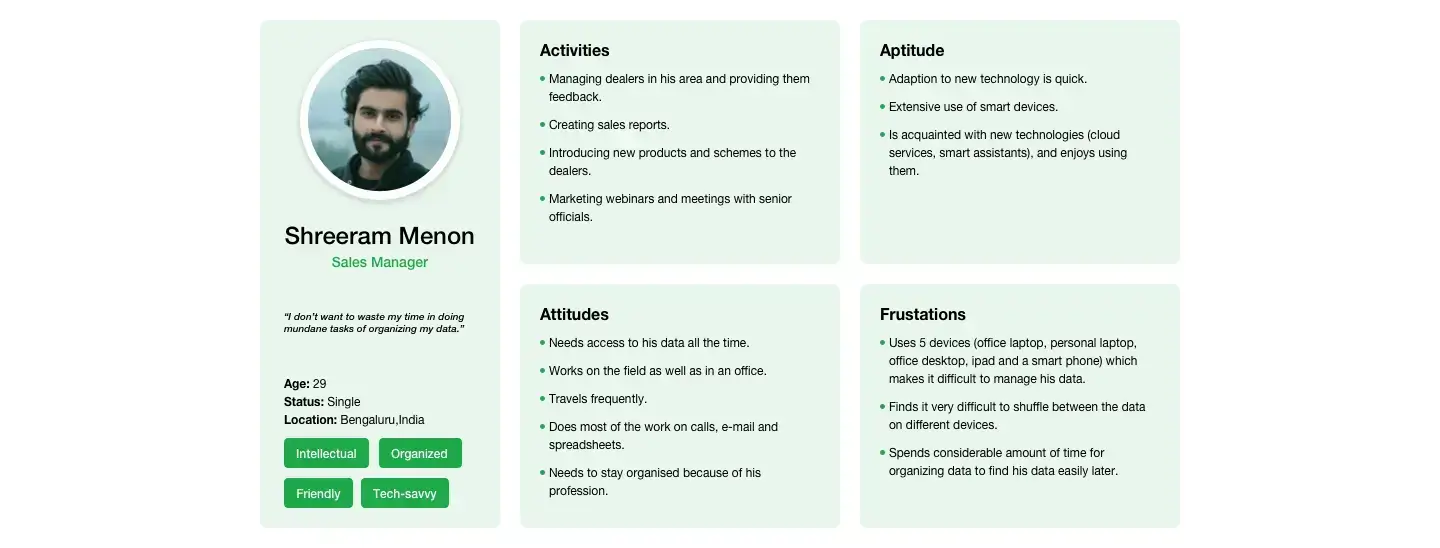 Shreeram Menon
Sales Manager
“I don’t want to waste my time in doing
mundane tasks of organizing my data.”
Age: 29
Status: Single
Location: Bengaluru,India
Intellectual
Organized
Friendly
Tech-savvy
Activities
Managing dealers in his area and providing them
feedback.
Creating sales reports.
Introducing new products and schemes to the
dealers.
Marketing webinars and meetings with senior
officials.
Aptitude
Adaption to new technology is quick.
Extensive use of smart devices.
Is acquainted with new technologies (cloud
services, smart assistants), and enjoys using
them.
Attitudes
Needs access to his data all the time.
Works on the field as well as in an office.
Travels frequently.
Does most of the work on calls, e-mail and
spreadsheets.
Needs to stay organised because of his
profession.
Frustations
Uses 5 devices (office laptop, personal laptop,
office desktop, ipad and a smart phone) which
makes it difficult to manage his data.
Finds it very difficult to shuffle between the data
on different devices.
Spends considerable amount of time for
organizing data to find his data easily later.